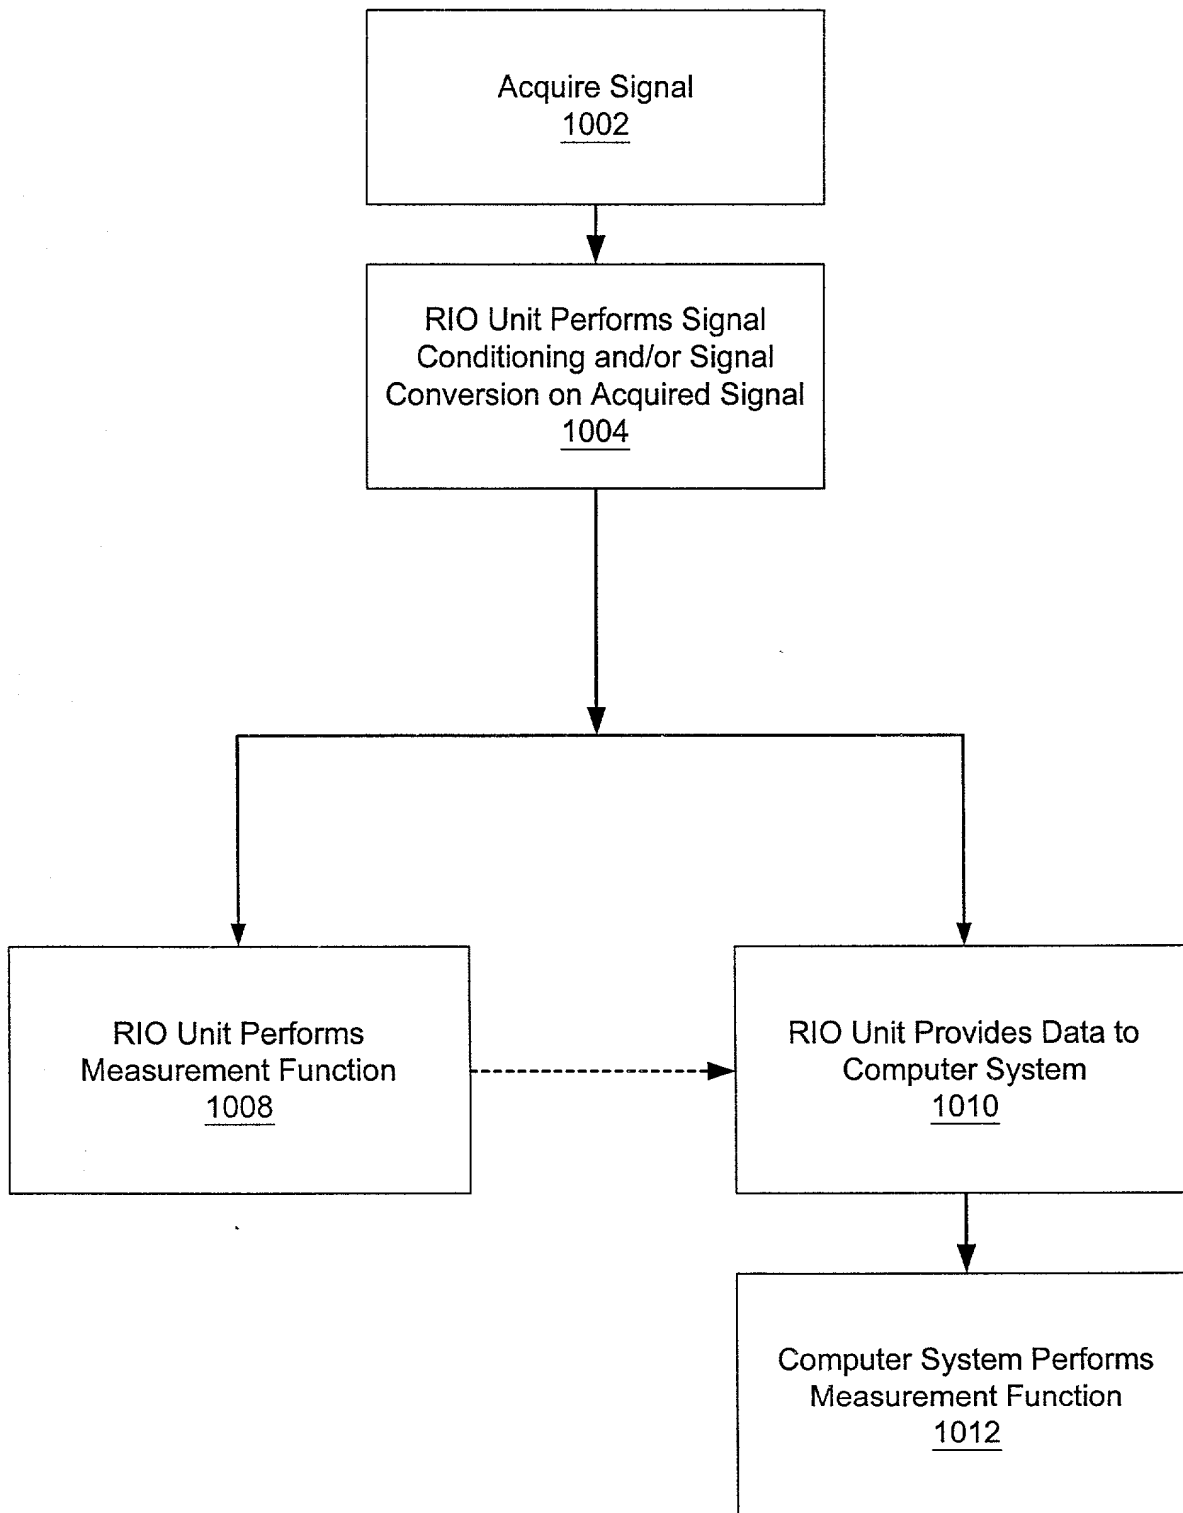 Acquire Signal
1002
RIO Unit Performs Signal
Conditioning and/or Signal
Conversion on Acquired Signal
1004
RIO Unit Performs
Measurement Function
1008
RIO Unit Provides Data to
Computer System
1010
Computer System Performs
Measurement Function
1012